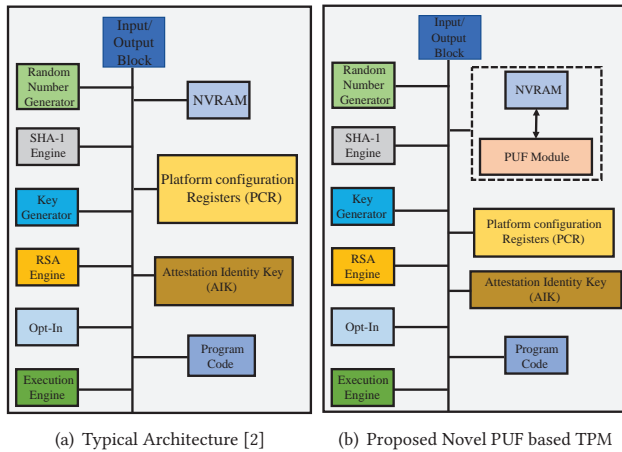 Input/
Output
Block
Random
Number
Generator
NVRAM
SHA-1
Engine
Platform configuration
Registers (PCR)
Key
Generator
RSA
Engine
Attestation Identity Key
(AIK)
Opt-In
Program
Code
Execution
Engine
(a) Typical Architecture [2]
Input/
Output
Block
Random
Number
Generator
NVRAM
SHA-1
Engine
PUF Module
Key
Generator
Platform configuration
Registers (PCR)
RSA
Engine
Attestation Identity Key
(AIK)
Opt-In
Program
Code
Execution
Engine
(b) Proposed Novel PUF based TPM